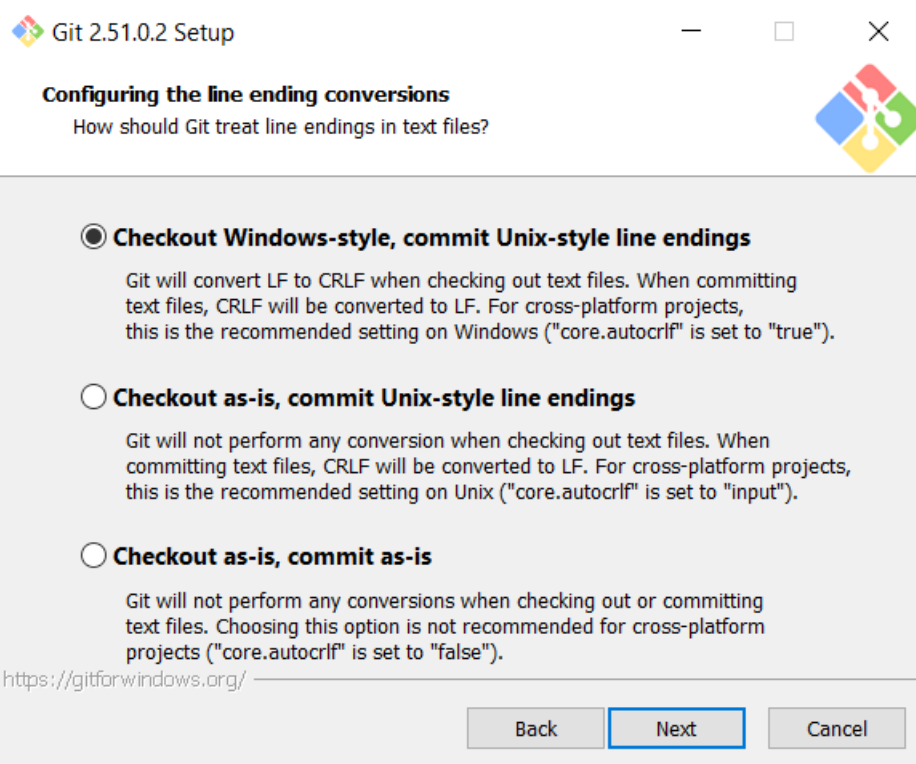 Git 2.51.0.2 Setup
Configuring the line ending conversions
How should Git treat line endings in text files?
Checkout Windows-style, commit Unix-style line endings
Git will convert LF to CRLF when checking out text files. When committing
text files, CRLF will be converted to LF. For cross-platform projects,
this is the recommended setting on Windows ("core.autocrlf" is set to "true").
Checkout as-is, commit Unix-style line endings
Git will not perform any conversion when checking out text files. When
committing text files, CRLF will be converted to LF. For cross-platform projects,
this is the recommended setting on Unix ("core.autocrlf" is set to "input").
Checkout as-is, commit as-is
Git will not perform any conversions when checking out or committing
text files. Choosing this option is not recommended for cross-platform
projects ("core.autocrlf" is set to "false").
https://gitforwindows.org/
Back Next Cancel